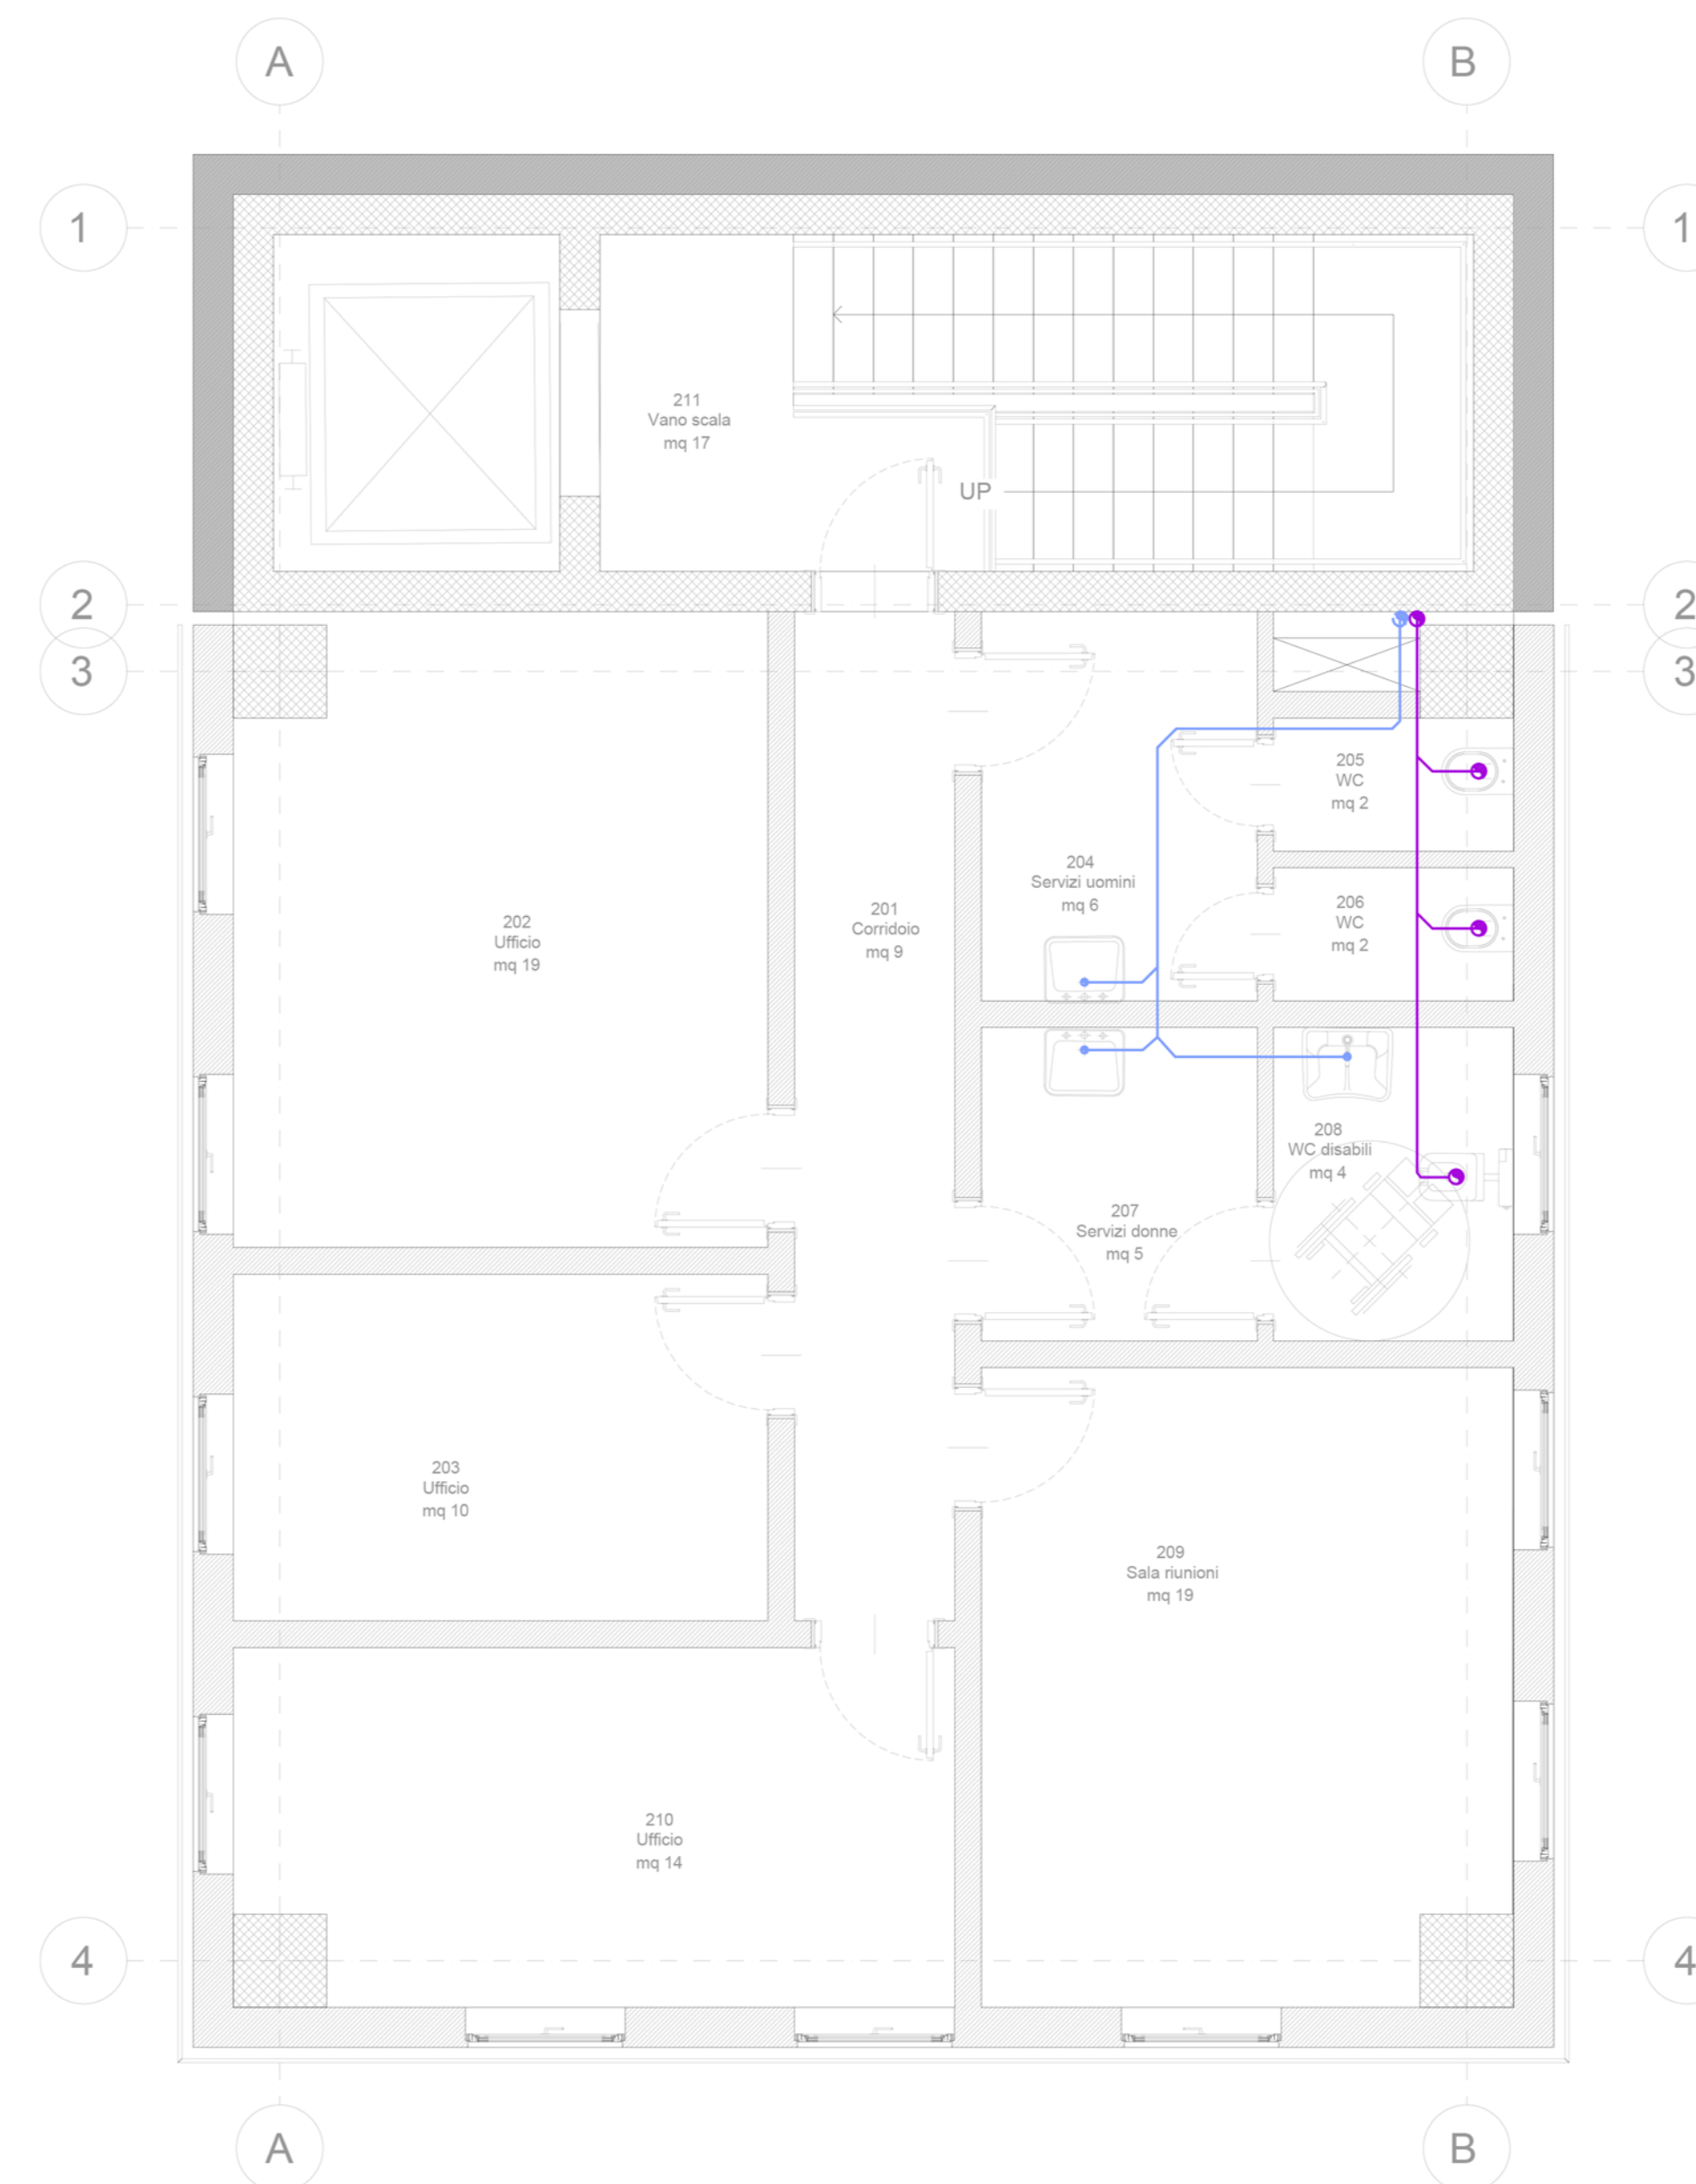 A
B
1
1
211
Vano scala
mq 17
UP
2
2
3
3
205
WC
mq 2
204
Servizi uomini
mq 6
206
WC
mq 2
201
Corridoio
mq 9
202
Ufficio
mq 19
208
WC disabili
mq 4
207
Servizi donne
mq 5
203
Ufficio
mq 10
209
Sala riunioni
mq 19
210
Ufficio
mq 14
4
4
A
B